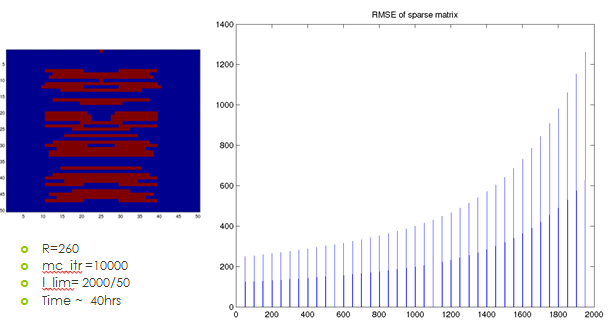 RMSE of sparse matrix
1400
1200
1000
800
600
400
200
0
0 200 400 600 800 1000 1200 1400 1600 1800 2000
5
10
15
20
25
30
35
40
45
50
5 10 15 20 25 30 35 40 45 50
R=260
mc_itr =10000
l_lim= 2000/50
Time ~ 40hrs